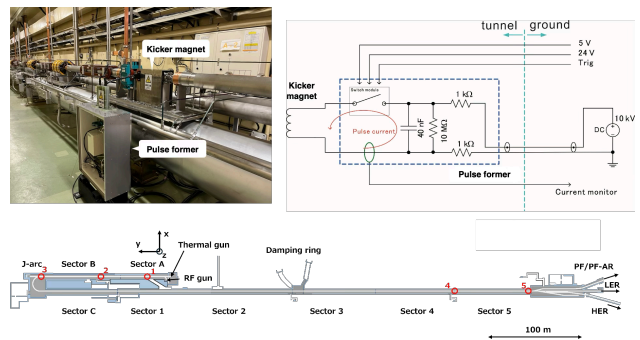 Kicker magnet
Pulse former
tunnel
ground
5 V
24 V
Trig
Kicker
magnet
Switch module
1 kΩ
Pulse current
40 nF
10 MΩ
10 kV
DC
1 kΩ
Pulse former
Current monitor
x
y
z
Thermal gun
RF gun
J-arc
Sector B
Sector A
3
2
1
Damping ring
PF/PF-AR
LER
HER
4
5
Sector C
Sector 1
Sector 2
Sector 3
Sector 4
Sector 5
100 m